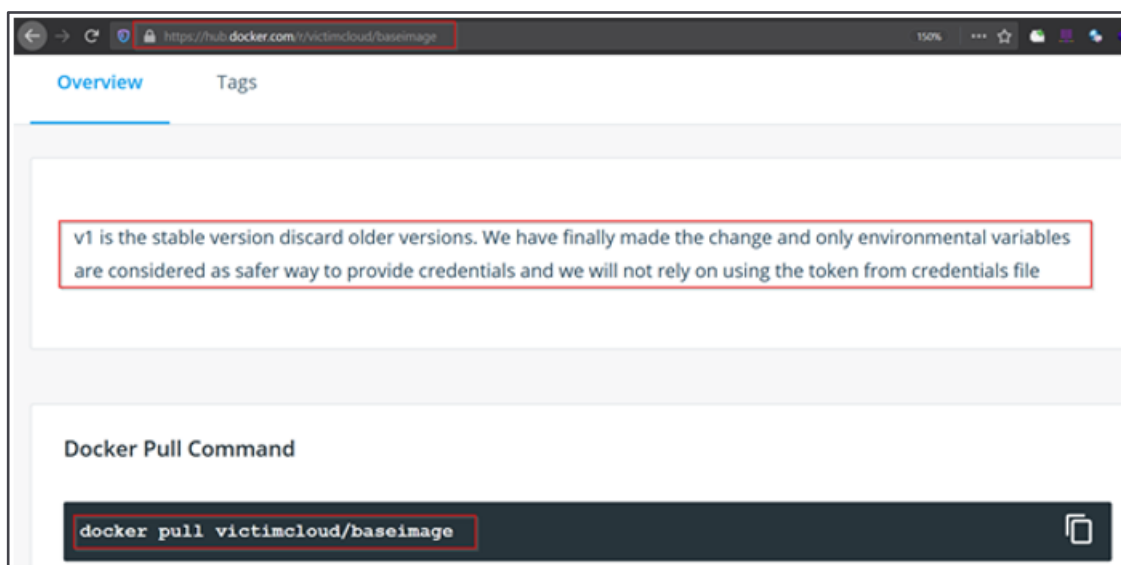 https://hub.docker.com/r/victimcloud/baseimage
150%
Overview
Tags
v1 is the stable version discard older versions. We have finally made the change and only environmental variables
are considered as safer way to provide credentials and we will not rely on using the token from credentials file
Docker Pull Command
docker pull victimcloud/baseimage